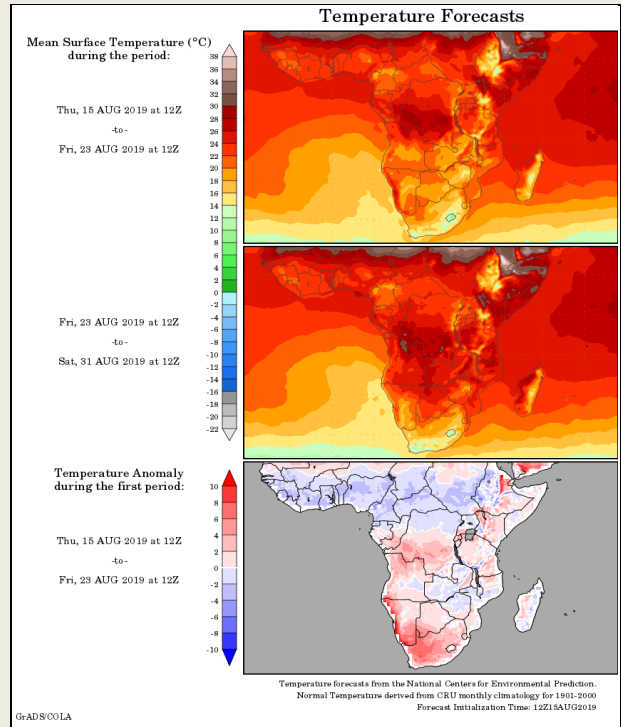 Temperature Forecasts
Mean Surface Temperature (°C)
during the period:
Thu, 15 AUG 2019 at 12Z
-to-
Fri, 23 AUG 2019 at 12Z
38
36
34
32
30
28
26
24
22
20
18
16
14
12
10
8
6
4
2
0
-2
-4
-6
-8
-10
-12
-14
-16
-18
-20
-22
Fri, 23 AUG 2019 at 12Z
-to-
Sat, 31 AUG 2019 at 12Z
Temperature Anomaly
during the first period:
Thu, 15 AUG 2019 at 12Z
-to-
Fri, 23 AUG 2019 at 12Z
10
8
6
4
2
0
-2
-4
-6
-8
-10
Temperature forecasts from the National Centers for Environmental Prediction.
Normal Temperature derived from CRU monthly climatology for 1901-2000
Forecast Initialization Time: 12Z15AUG2019
GrADS/COLA